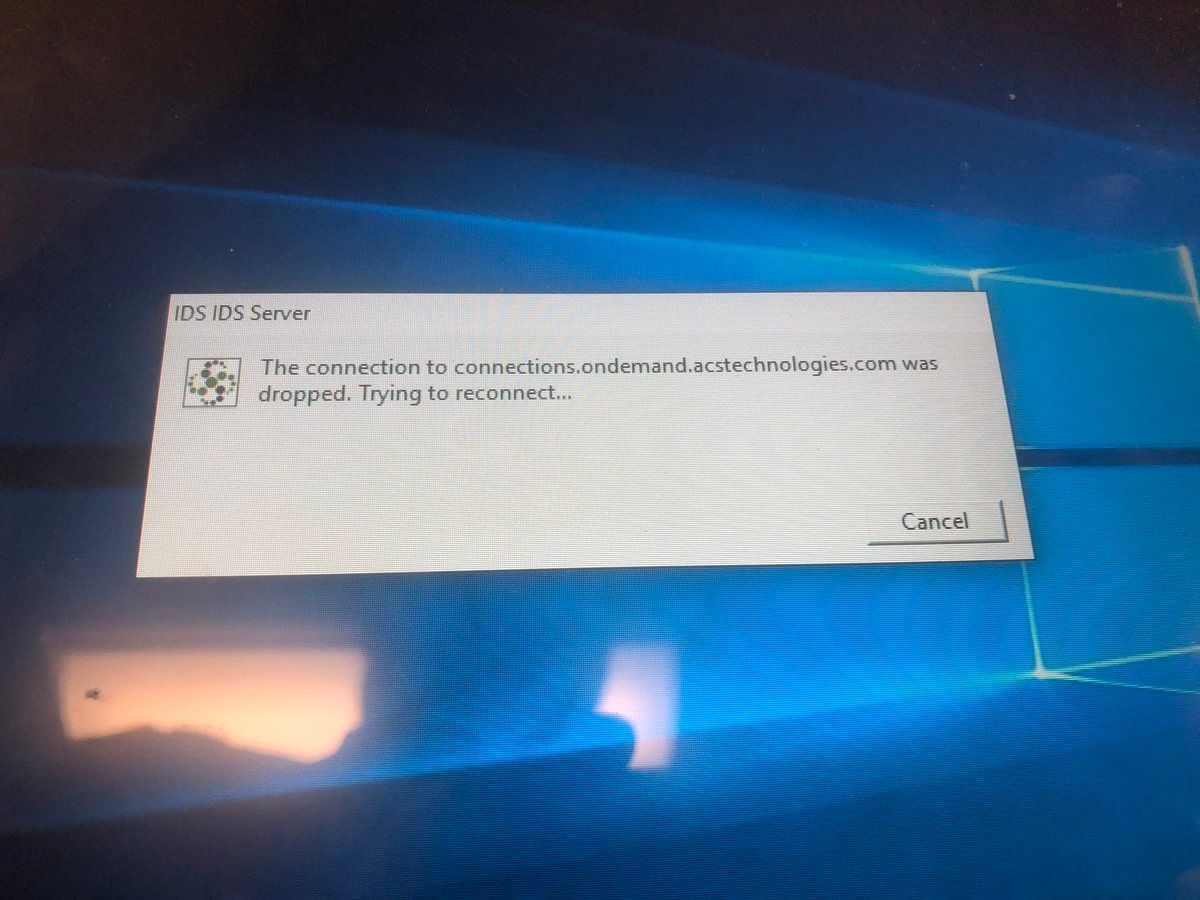 IDS IDS Server
The connection to connections.ondemand.acstechnologies.com was
dropped. Trying to reconnect...
Cancel